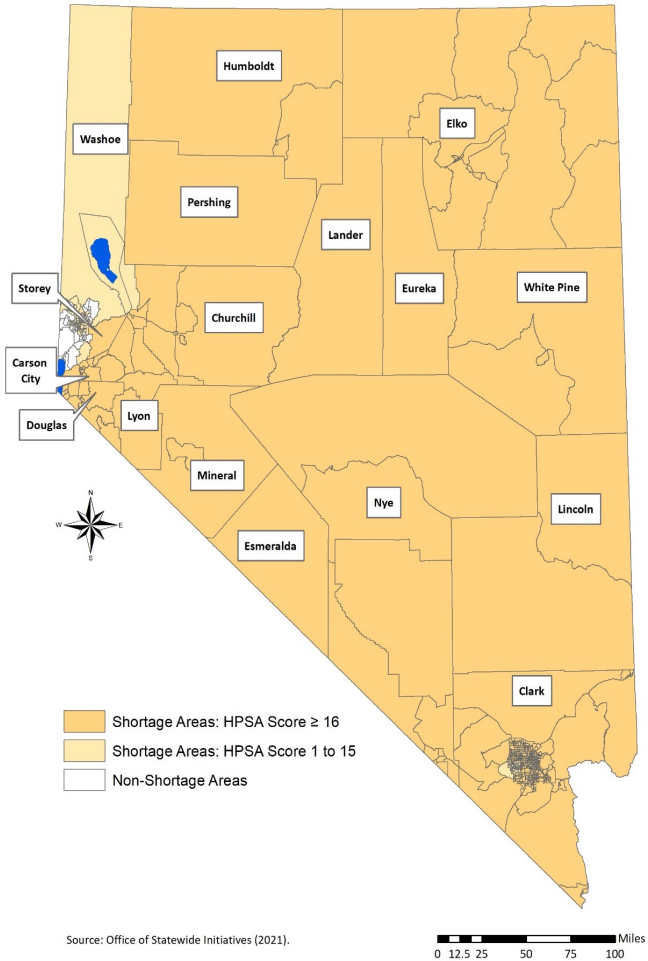 Humboldt
Elko
Washoe
Pershing
Lander
Storey
Eureka
White Pine
Churchill
Carson
City
Lyon
Douglas
Mineral
Nye
Lincoln
N
W
E
S
Esmeralda
Clark
Shortage Areas: HPSA Score ≥ 16
Shortage Areas: HPSA Score 1 to 15
Non-Shortage Areas
Source: Office of Statewide Initiatives (2021).
Miles
0 12.5 25 50 75 100